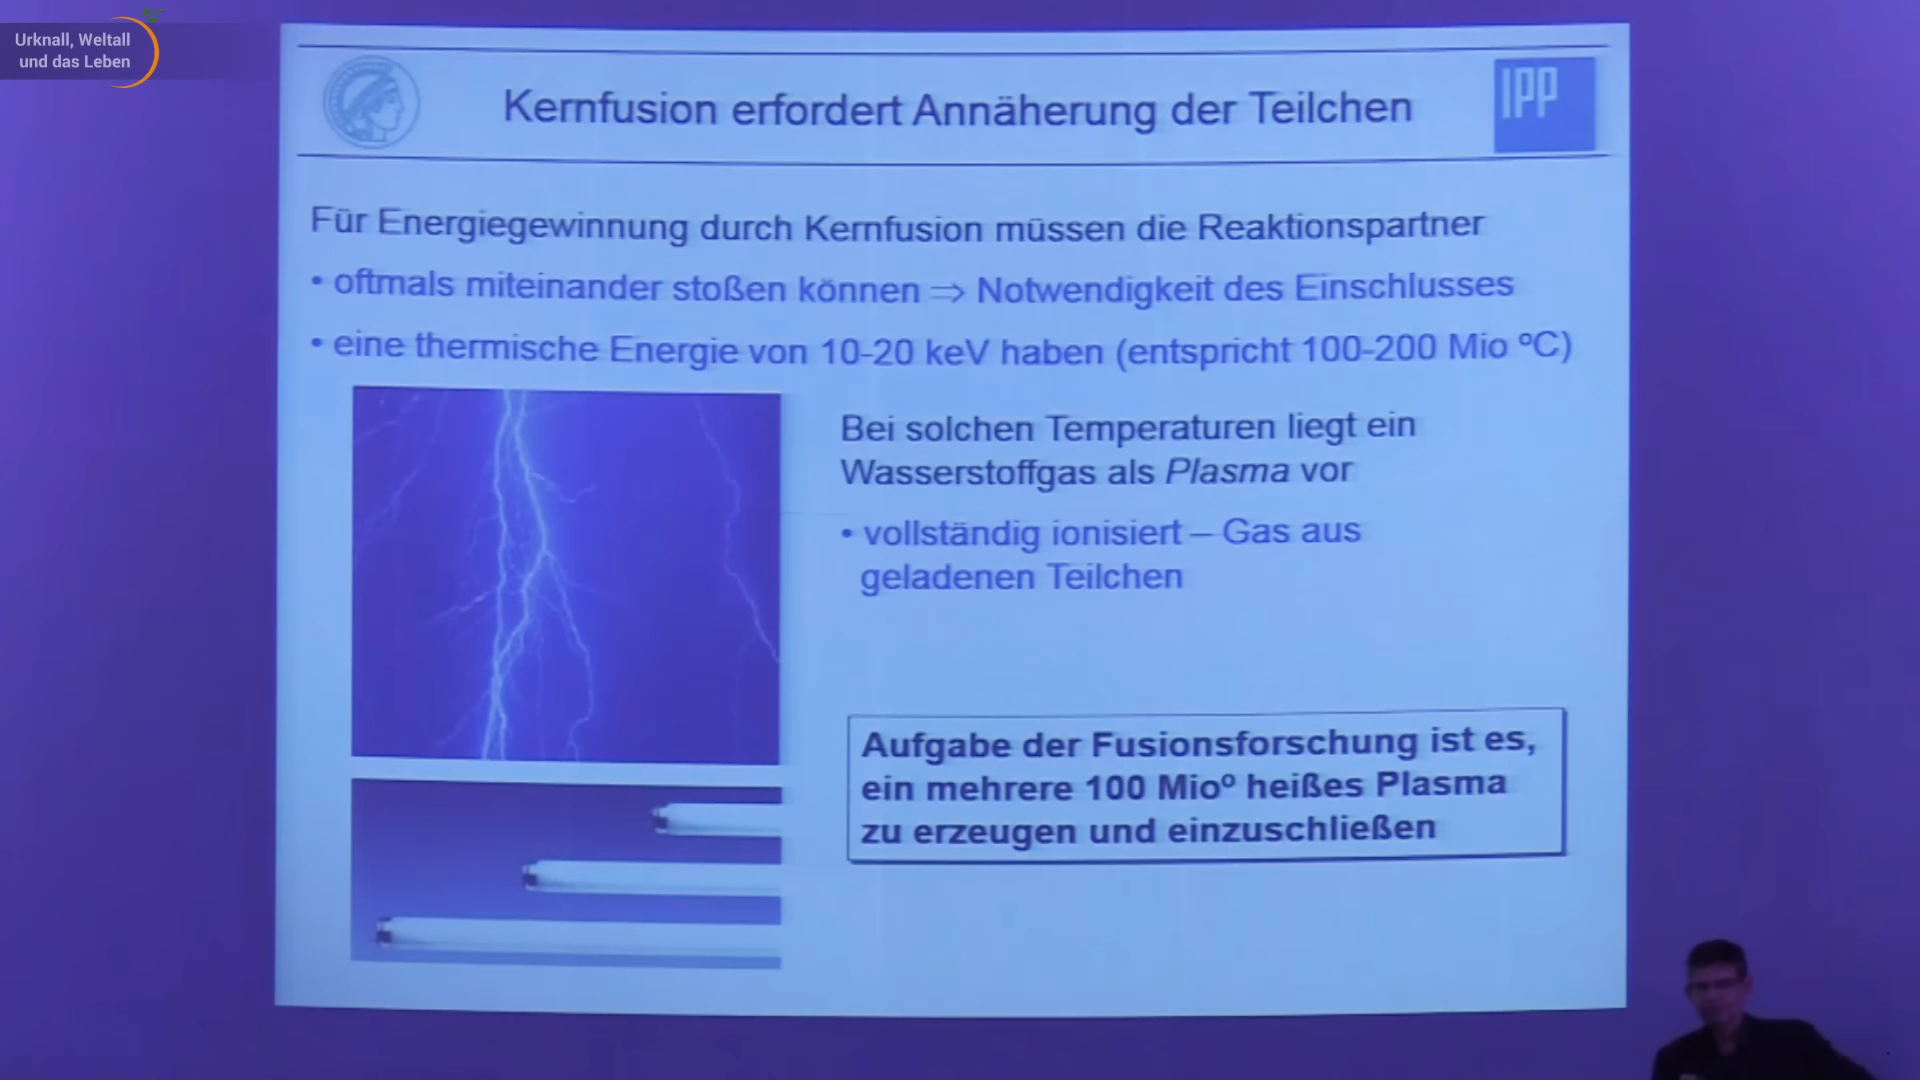 Urknall, Weltall
und das Leben
Kernfusion erfordert Annäherung der Teilchen
IPP
Für Energiegewinnung durch Kernfusion müssen die Reaktionspartner
• oftmals miteinander stoßen können ⇒ Notwendigkeit des Einschlusses
• eine thermische Energie von 10-20 keV haben (entspricht 100-200 Mio ºC)
Bei solchen Temperaturen liegt ein
Wasserstoffgas als Plasma vor
• vollständig ionisiert – Gas aus
geladenen Teilchen
Aufgabe der Fusionsforschung ist es,
ein mehrere 100 Mioº heißes Plasma
zu erzeugen und einzuschließen